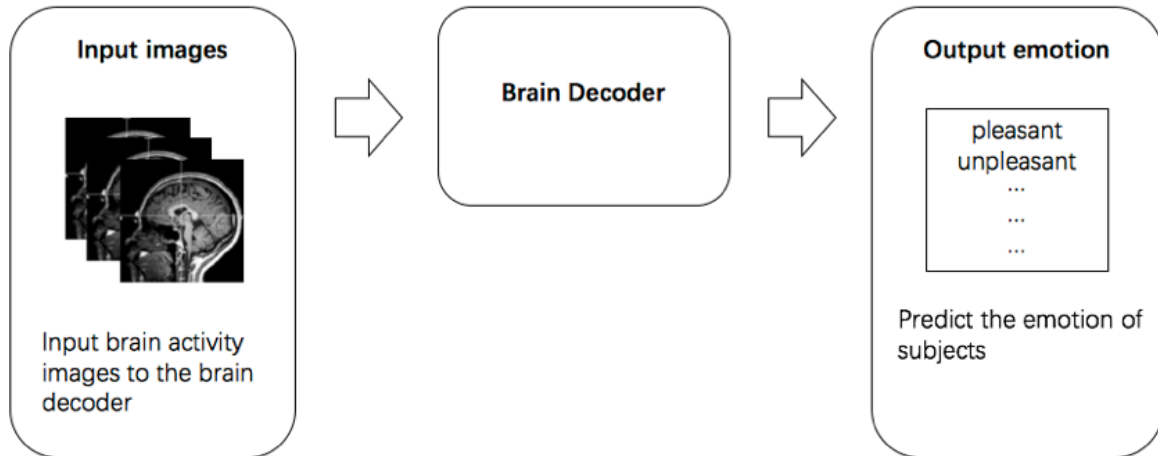 Input images
Input brain activity
images to the brain
decoder
Brain Decoder
Output emotion
pleasant
unpleasant
...
...
...
Predict the emotion of
subjects